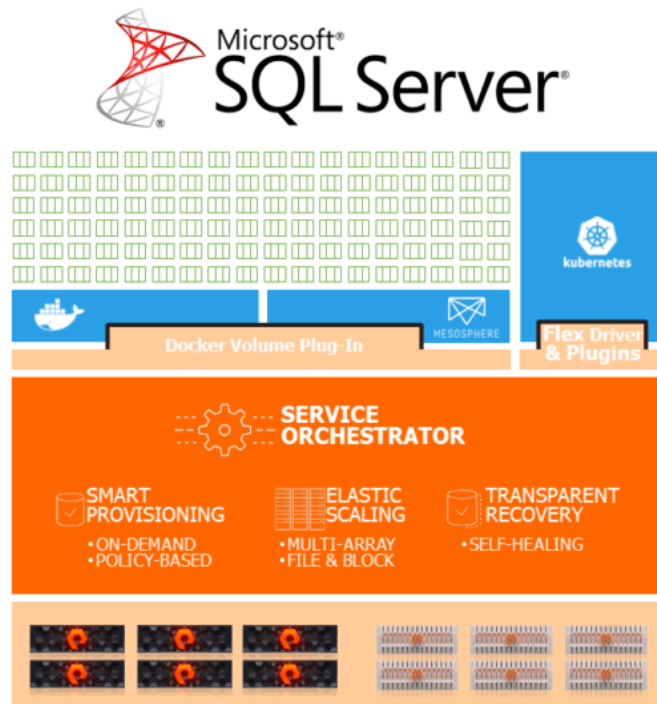 Microsoft®
SQL Server®
®
kubernetes
MESOSPHERE
Docker Volume Plug-In
Flex Driver
& Plugins
SERVICE
ORCHESTRATOR
SMART
PROVISIONING
•ON-DEMAND
•POLICY-BASED
ELASTIC
SCALING
•MULTI-ARRAY
•FILE & BLOCK
TRANSPARENT
RECOVERY
•SELF-HEALING